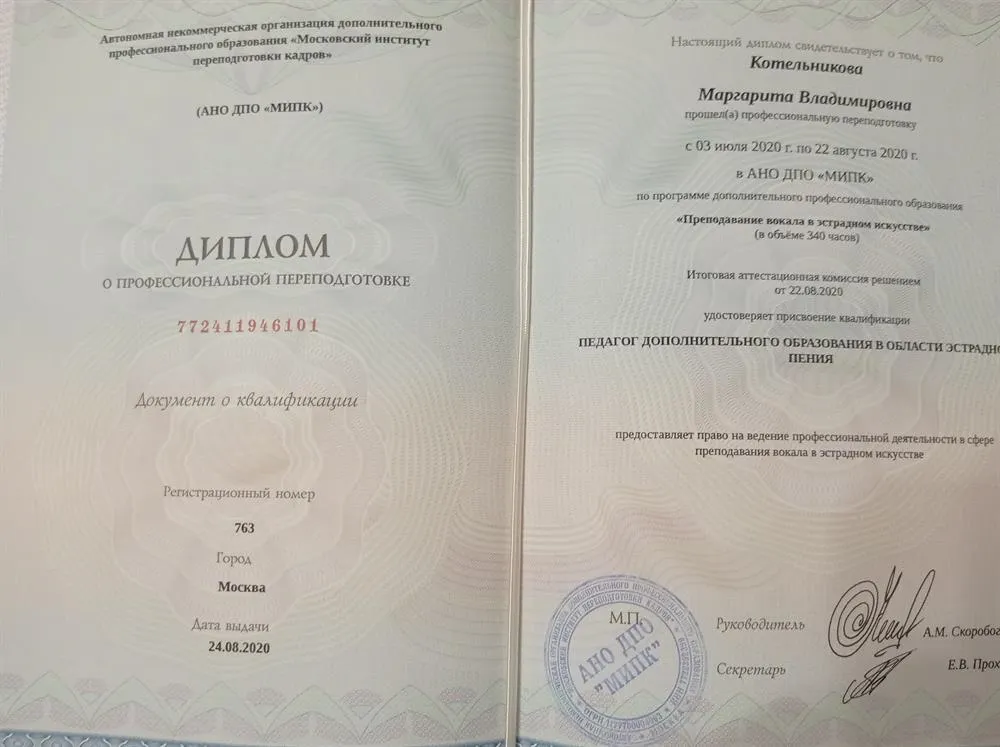 Автономная некоммерческая организация дополнительного
профессионального образования «Московский институт
переподготовки кадров»
(АНО ДПО «МИПК»)
ДИПЛОМ
О ПРОФЕССИОНАЛЬНОЙ ПЕРЕПОДГОТОВКЕ
772411946101
Документ о квалификации
Регистрационный номер
763
Город
Москва
Дата выдачи
24.08.2020
Настоящий диплом свидетельствует о том, что
Котельникова
Маргарита Владимировна
прошел(а) профессиональную переподготовку
с 03 июля 2020 г. по 22 августа 2020 г.
в АНО ДПО «МИПК»
по программе дополнительного профессионального образования
«Преподавание вокала в эстрадном искусстве»
(в объёме 340 часов)
Итоговая аттестационная комиссия решением
от 22.08.2020
удостоверяет присвоение квалификации
ПЕДАГОГ ДОПОЛНИТЕЛЬНОГО ОБРАЗОВАНИЯ В ОБЛАСТИ ЭСТРАДНО
ПЕНИЯ
предоставляет право на ведение профессиональной деятельности в сфере
преподавания вокала в эстрадном искусстве
М.П.
Руководитель
А.М. Скоробог
Секретарь
Е.В. Прох
АНО ДПО
"МИПК"